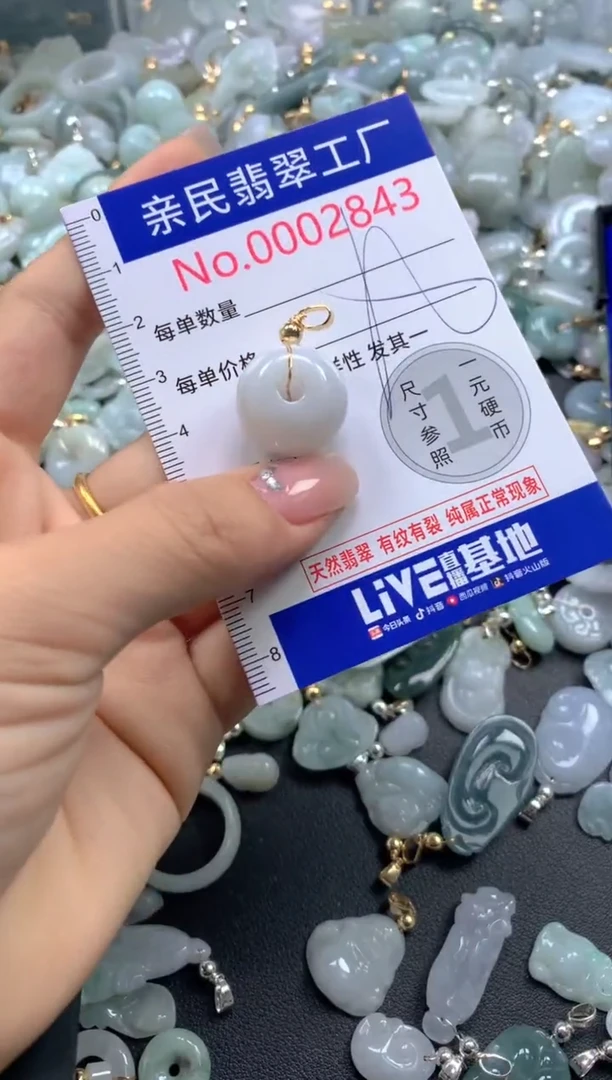 亲民翡翠工厂
No.0002843
每单数量
每单价格 样性 发其一
0
1
2
3
4
7
8
尺寸参照
1
一元硬币
天然翡翠 有纹有裂 纯属正常现象
LiVE直播基地
今日头条 抖音 西瓜视频 抖音火山版